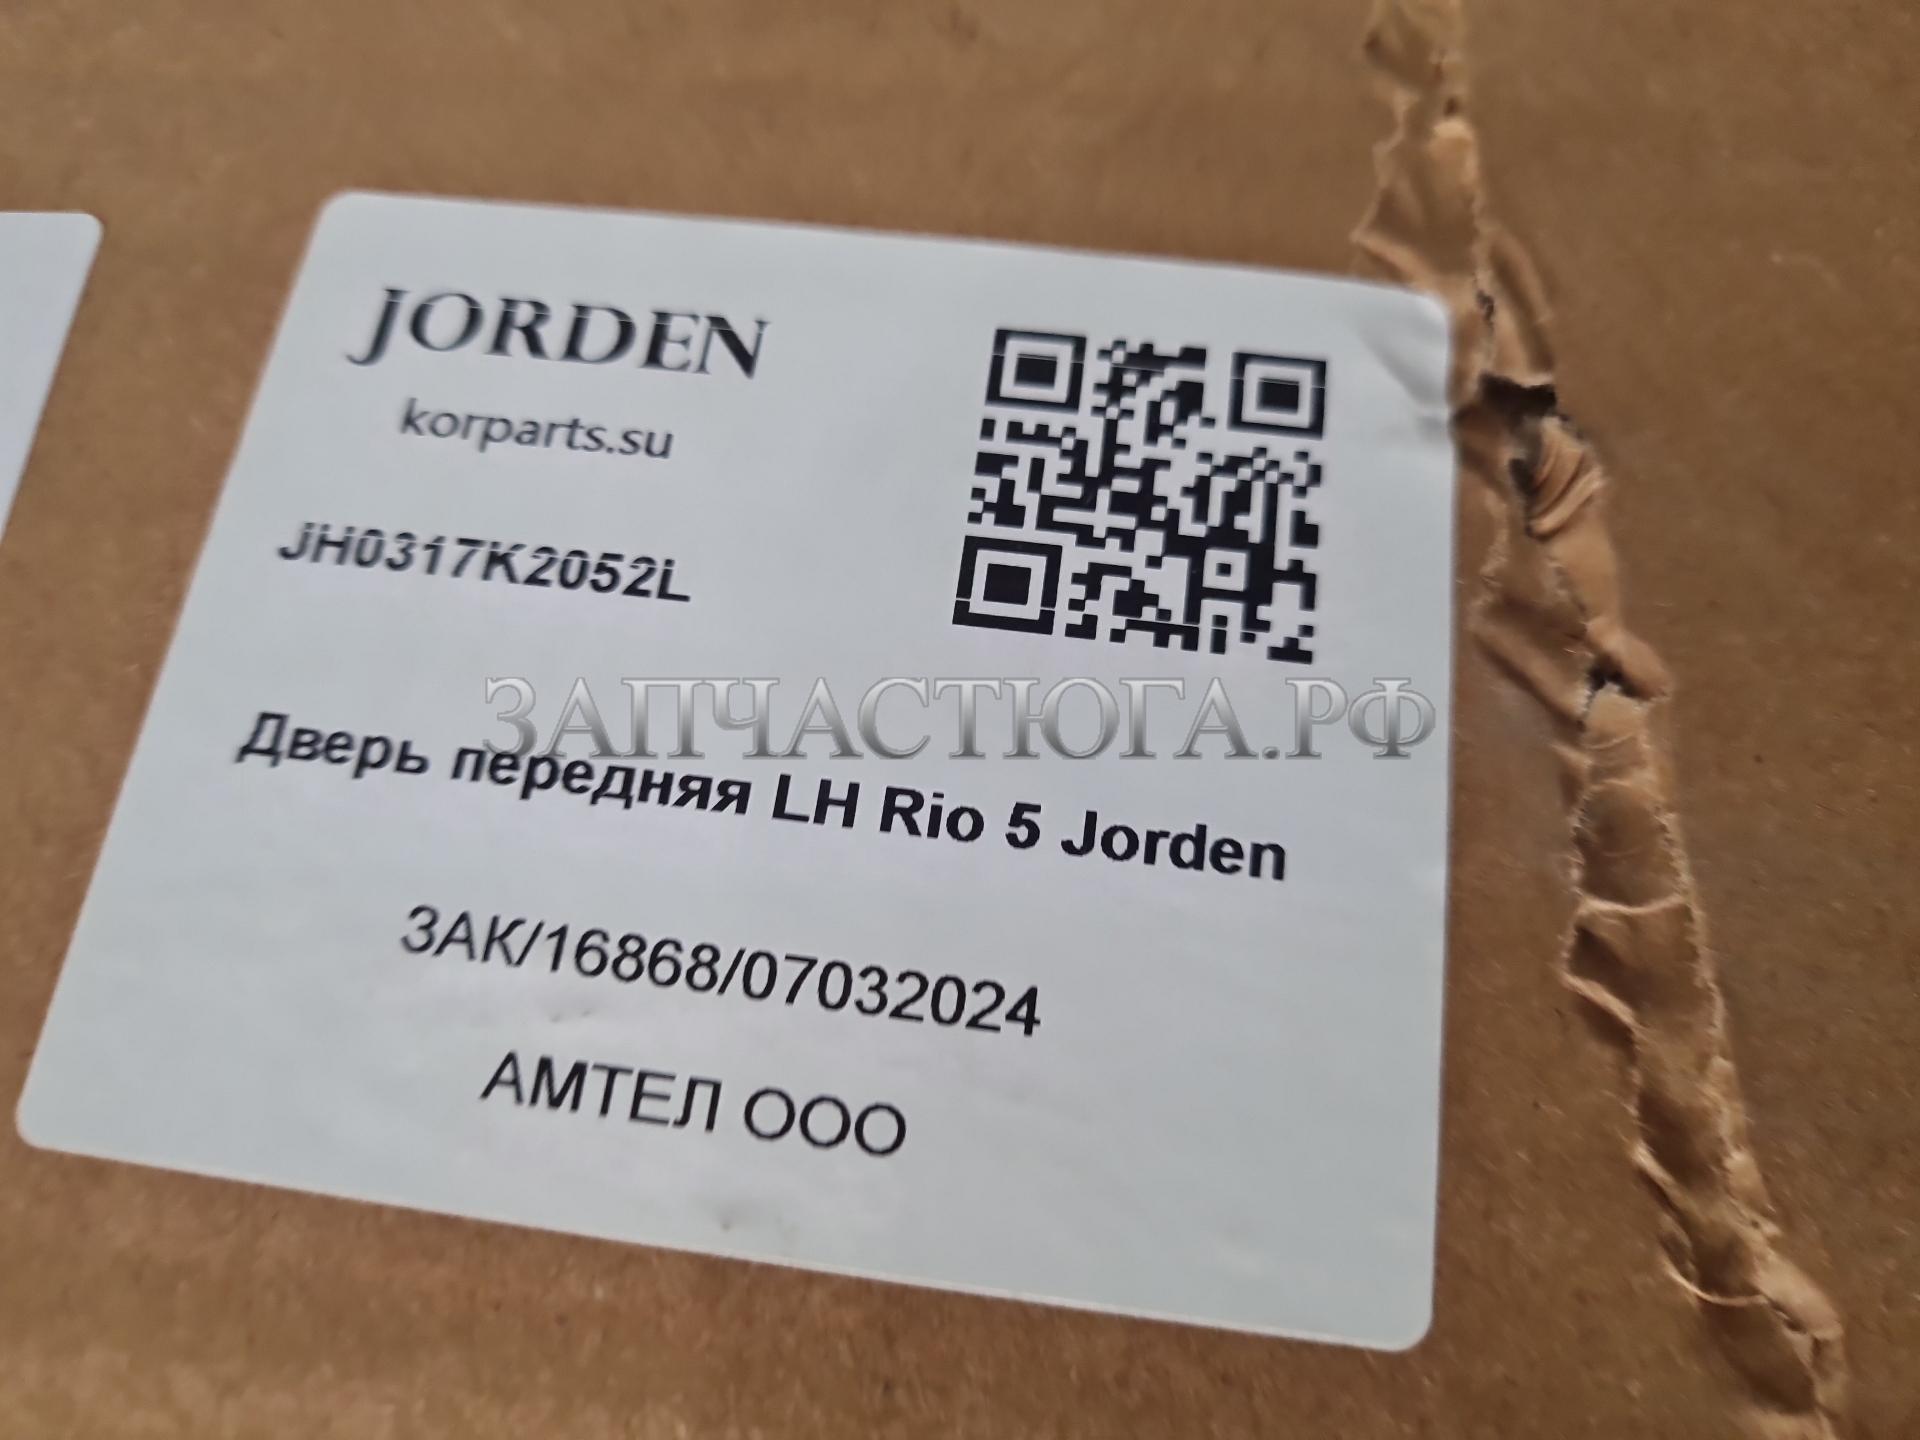 JORDEN
korparts.su
JH0317K2052L
ЗАПЧАСТЮГА.РФ
Дверь передняя LH Rio 5 Jorden
ЗАК/16868/07032024
АМТЕЛ ООО